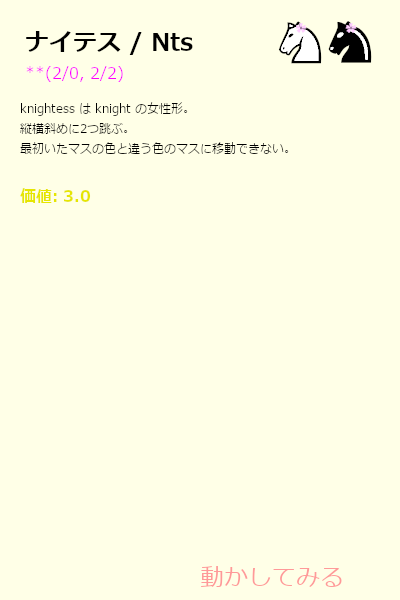 ナイテス / Nts
**(2/0, 2/2)
knightess は knight の女性形。
縦横斜めに2つ跳ぶ。
最初いたマスの色と違う色のマスに移動できない。
価値: 3.0
動かしてみる